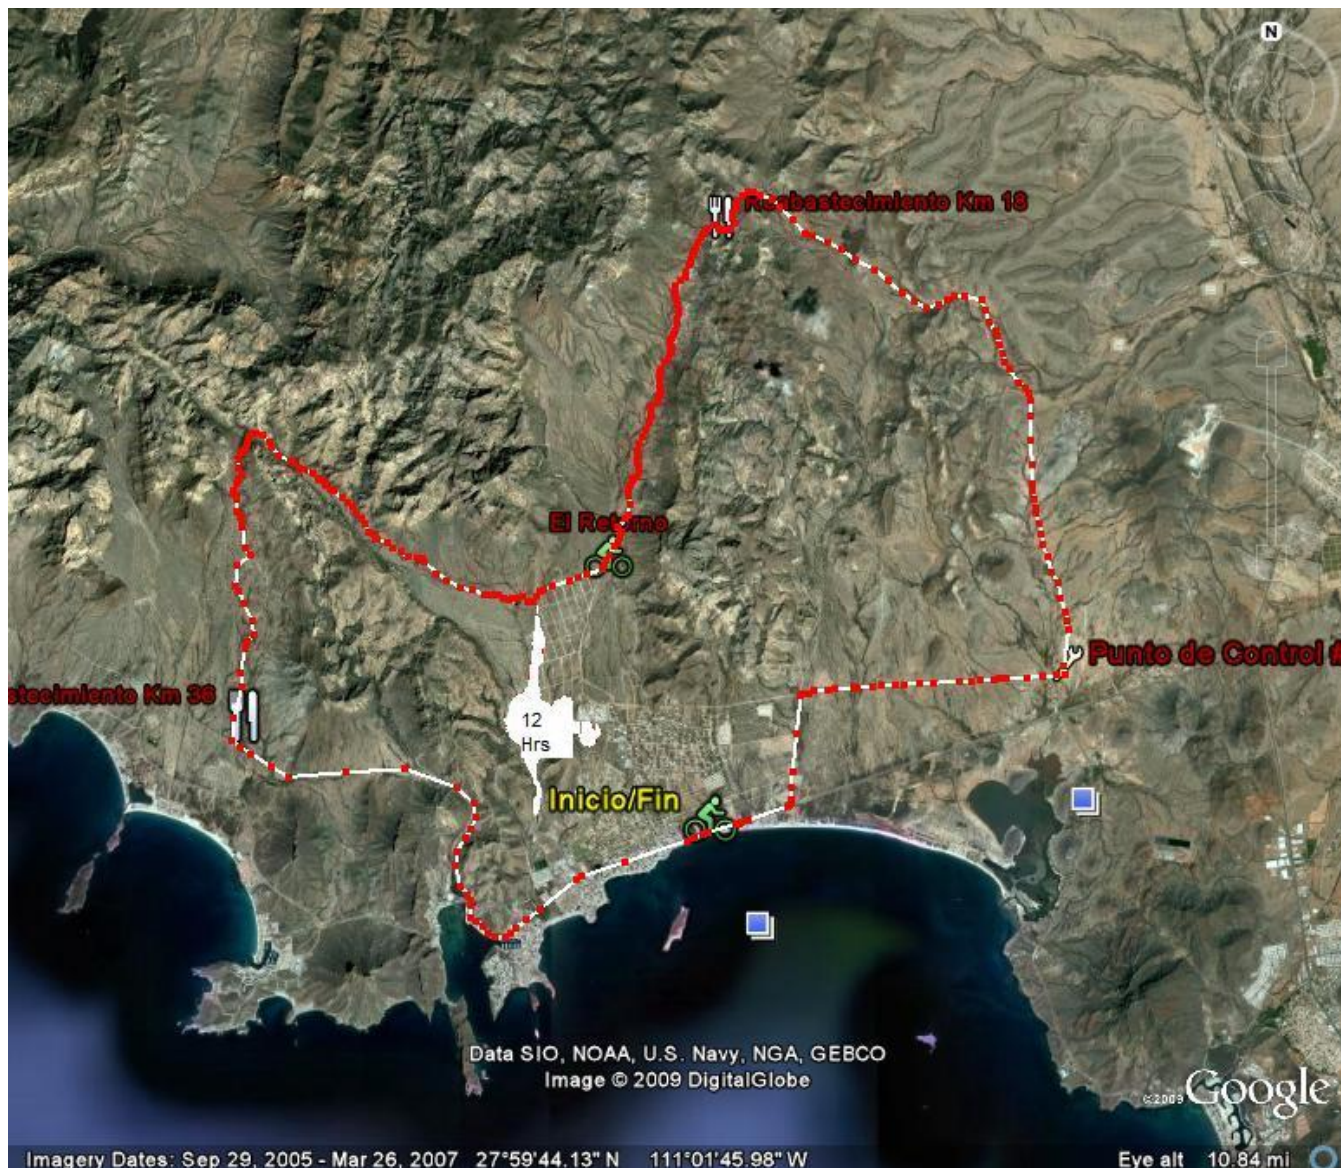 N
Reabastecimiento Km 18
El Retorno
Punto de Control #
stecimiento Km 36
12
Hrs
Inicio/Fin
Data SIO, NOAA, U.S. Navy, NGA, GEBCO
Image © 2009 DigitalGlobe
©2009 Google
Imagery Dates: Sep 29, 2005 - Mar 26, 2007 27°59'44.13" N 111°01'45.98" W Eye alt 10.84 mi